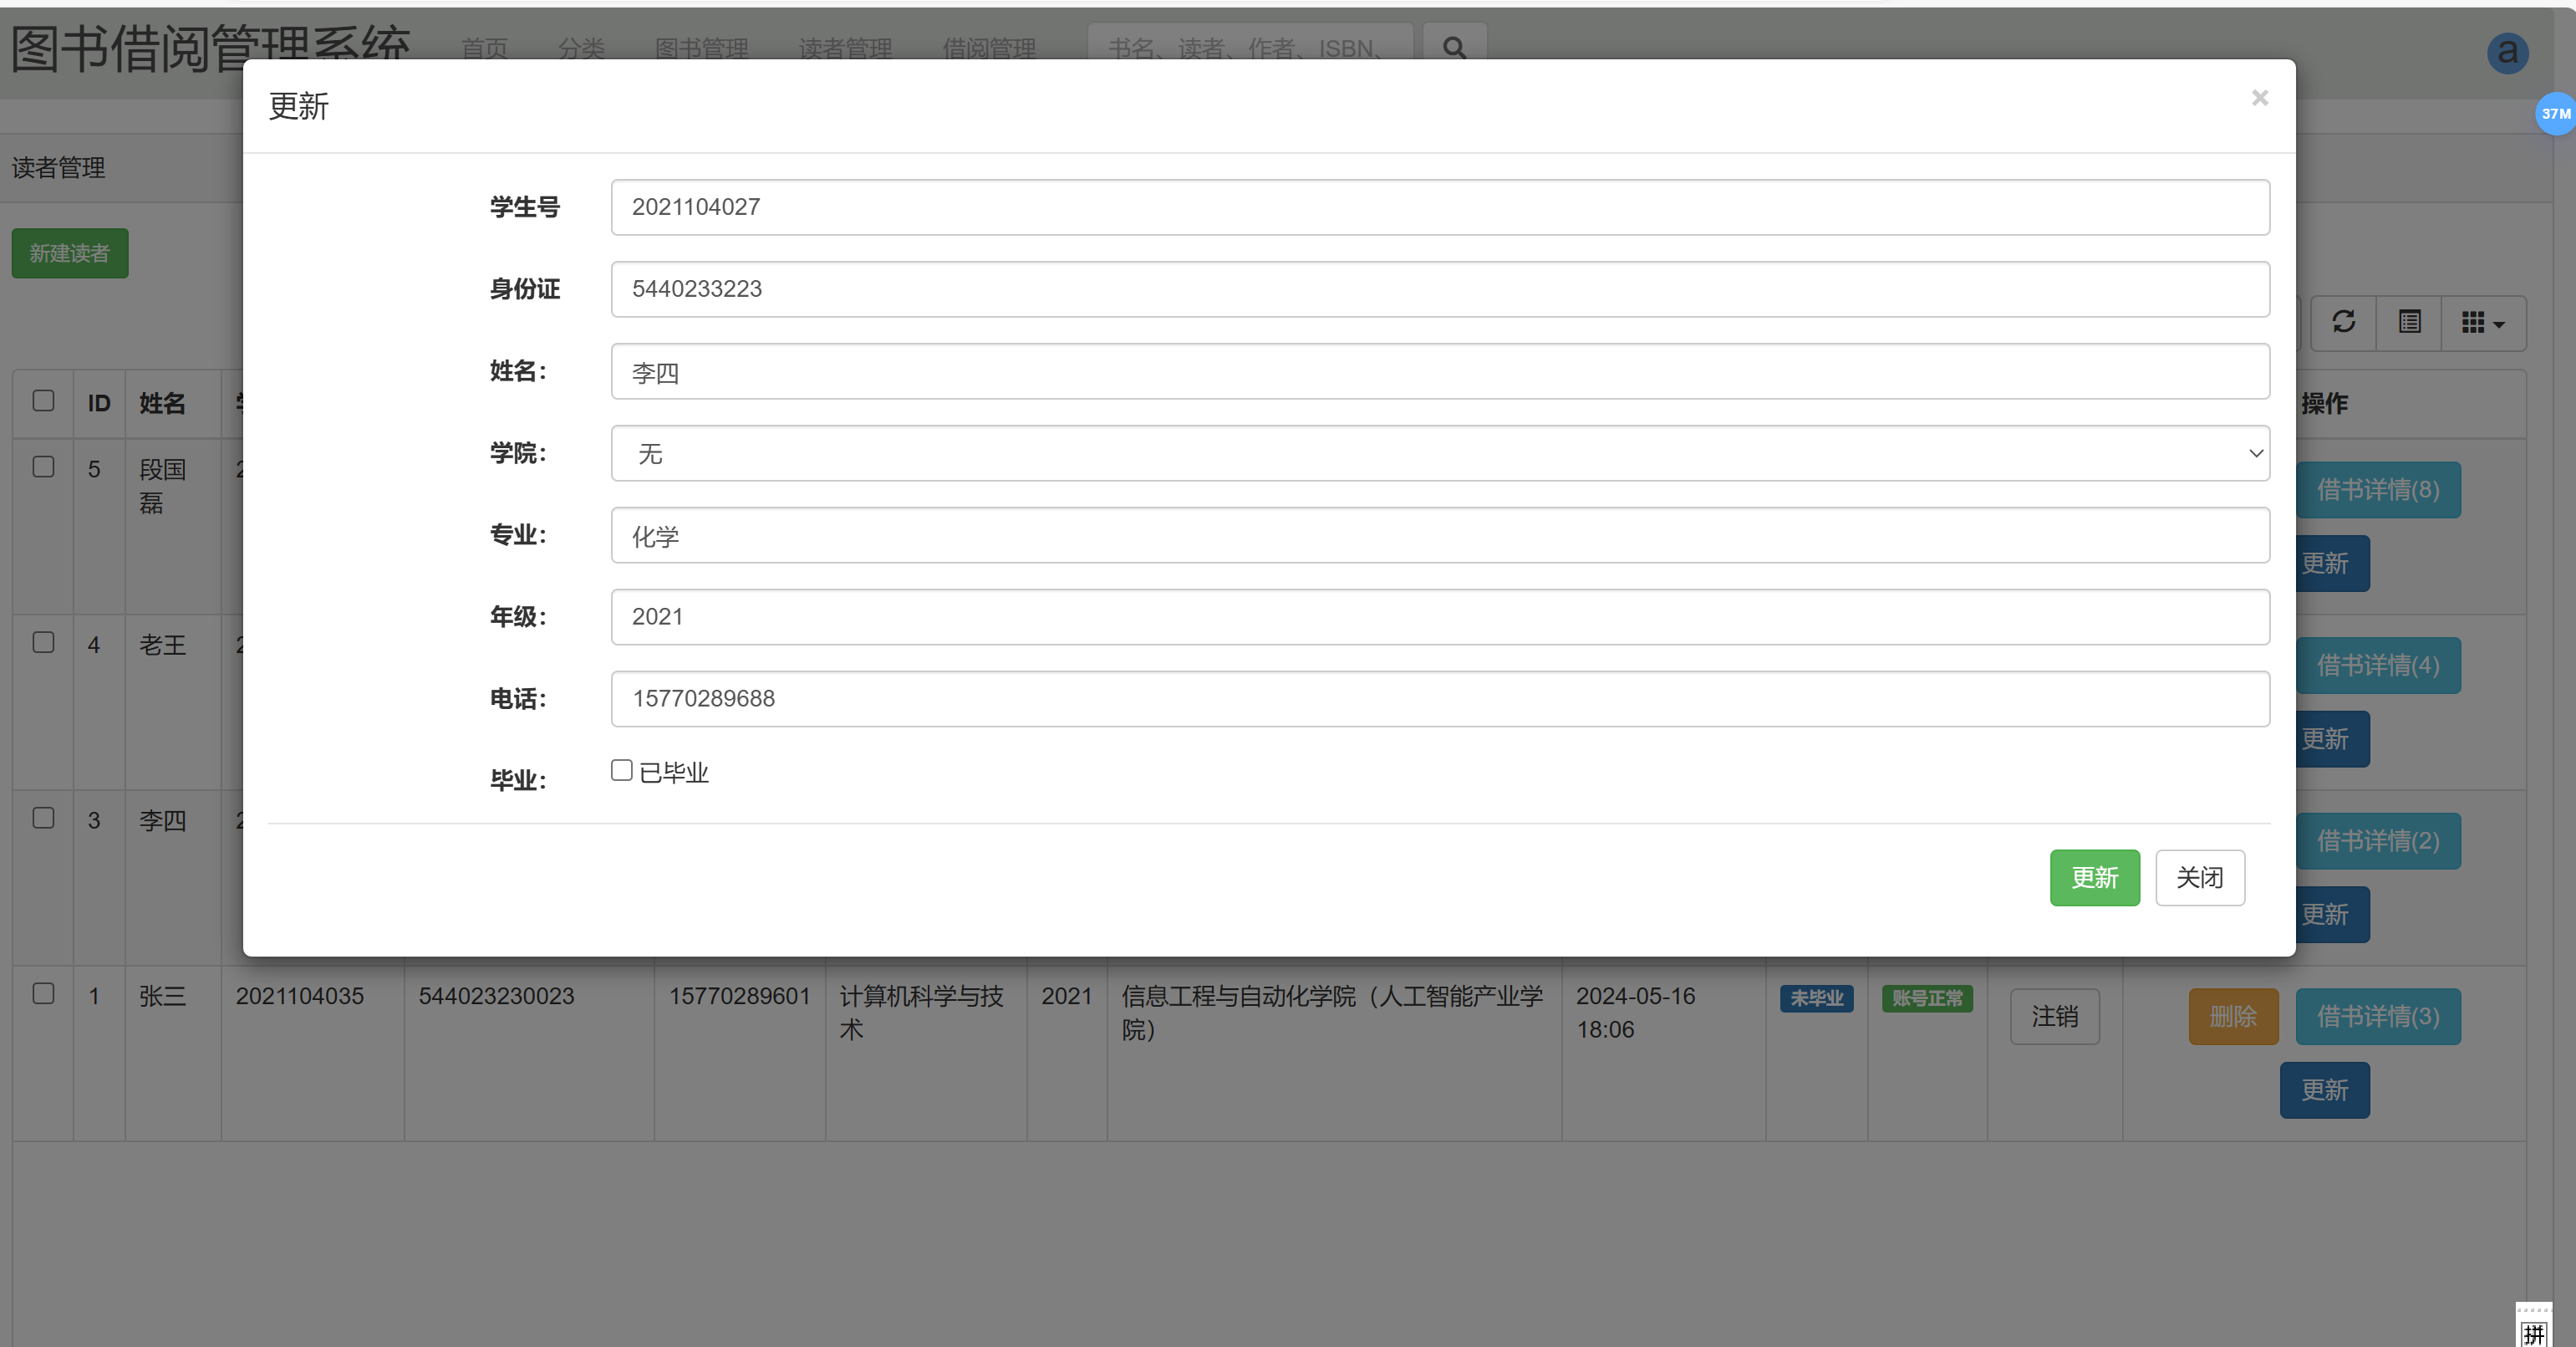 图书借阅管理系统 首页 分类 图书管理 读者管理 借阅管理 书名、读者、作者、ISBN、 a
37M
更新 ×
读者管理
新建读者
学生号 2021104027
身份证 5440233223
姓名： 李四
学院： 无
专业： 化学
年级： 2021
电话： 15770289688
毕业： 已毕业
更新 关闭
ID 姓名 操作
5 段国磊 借书详情(8)
更新
4 老王 借书详情(4)
更新
3 李四 借书详情(2)
更新
1 张三 2021104035 544023230023 15770289601 计算机科学与技 2021 信息工程与自动化学院（人工智能产业学 2024-05-16 未毕业 账号正常 注销 删除 借书详情(3)
术 院） 18:06
更新
拼